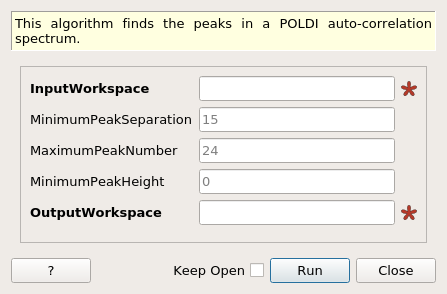 This algorithm finds the peaks in a POLDI auto-correlation
spectrum.
InputWorkspace
MinimumPeakSeparation 15
MaximumPeakNumber 24
MinimumPeakHeight 0
OutputWorkspace
? Keep Open Run Close